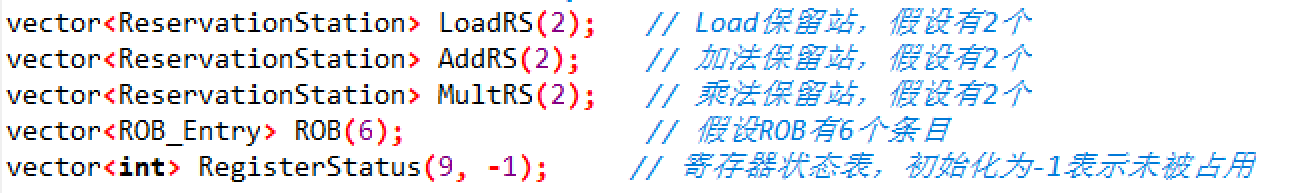 vector<ReservationStation> LoadRS(2);   // Load保留站，假设有2个
vector<ReservationStation> AddRS(2);    // 加法保留站，假设有2个
vector<ReservationStation> MultRS(2);   // 乘法保留站，假设有2个
vector<ROB_Entry> ROB(6);               // 假设ROB有6个条目
vector<int> RegisterStatus(9, -1);     // 寄存器状态表，初始化为-1表示未被占用